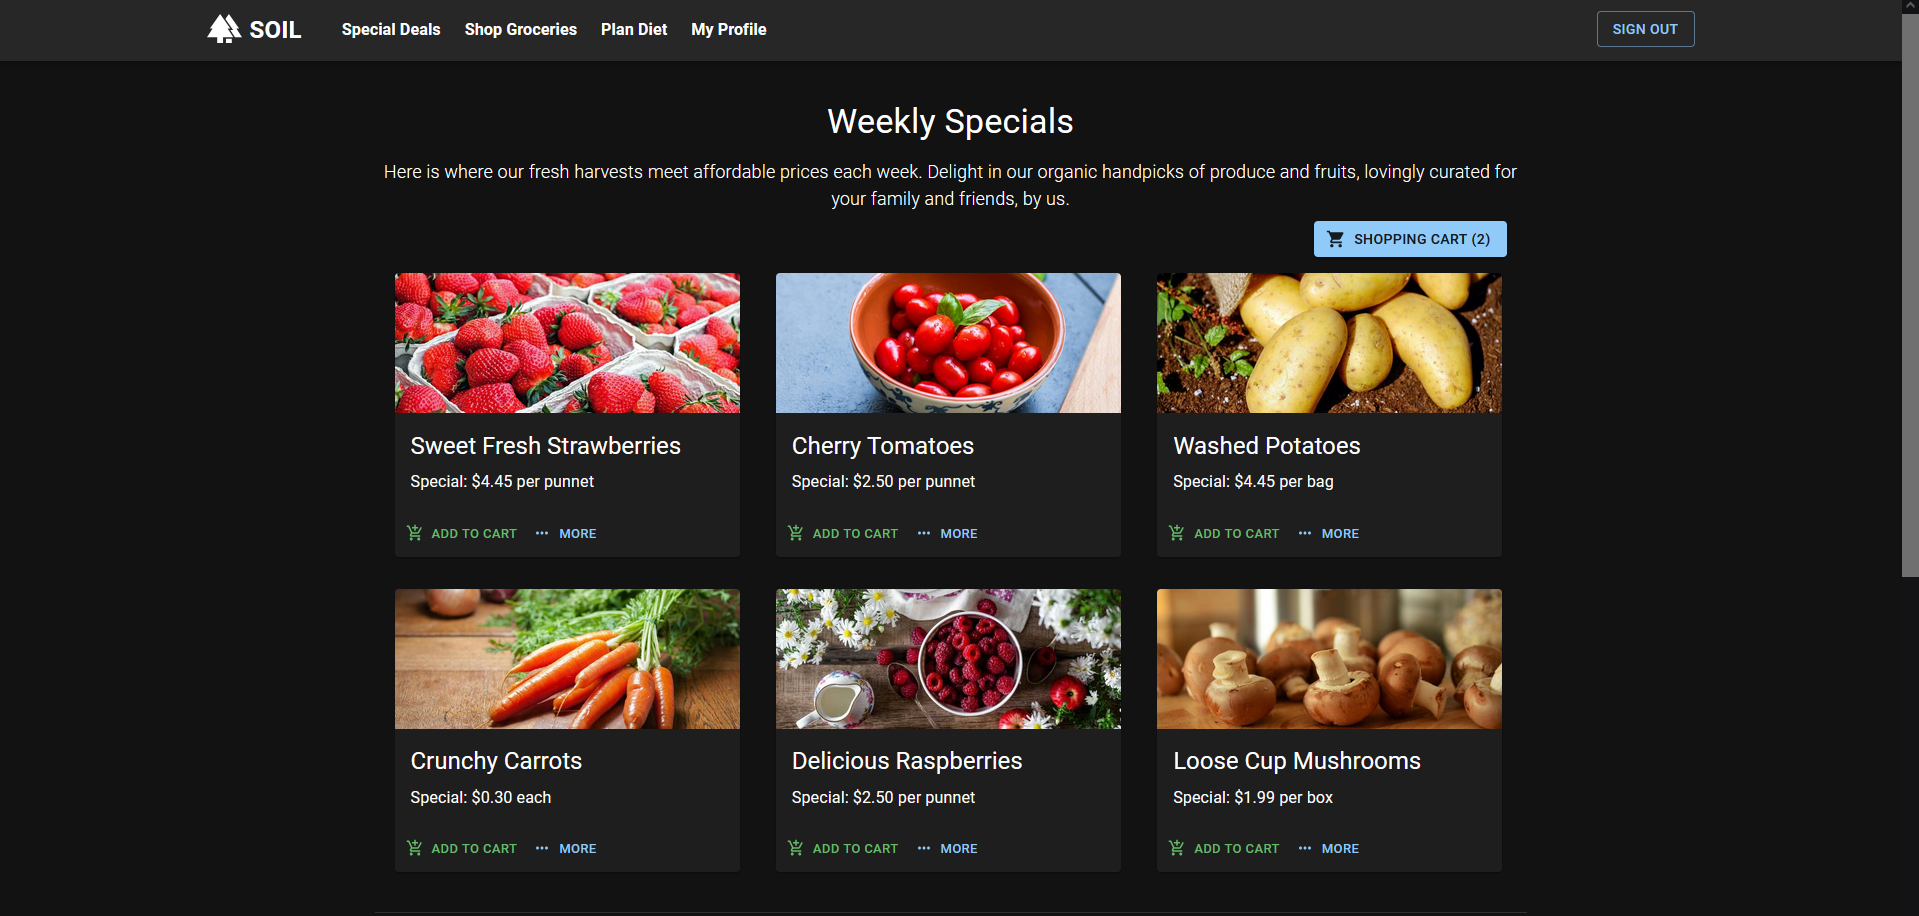 SOIL
Special Deals
Shop Groceries
Plan Diet
My Profile
SIGN OUT
Weekly Specials
Here is where our fresh harvests meet affordable prices each week. Delight in our organic handpicks of produce and fruits, lovingly curated for
your family and friends, by us.
SHOPPING CART (2)
Sweet Fresh Strawberries
Special: $4.45 per punnet
ADD TO CART
MORE
Cherry Tomatoes
Special: $2.50 per punnet
ADD TO CART
MORE
Washed Potatoes
Special: $4.45 per bag
ADD TO CART
MORE
Crunchy Carrots
Special: $0.30 each
ADD TO CART
MORE
Delicious Raspberries
Special: $2.50 per punnet
ADD TO CART
MORE
Loose Cup Mushrooms
Special: $1.99 per box
ADD TO CART
MORE